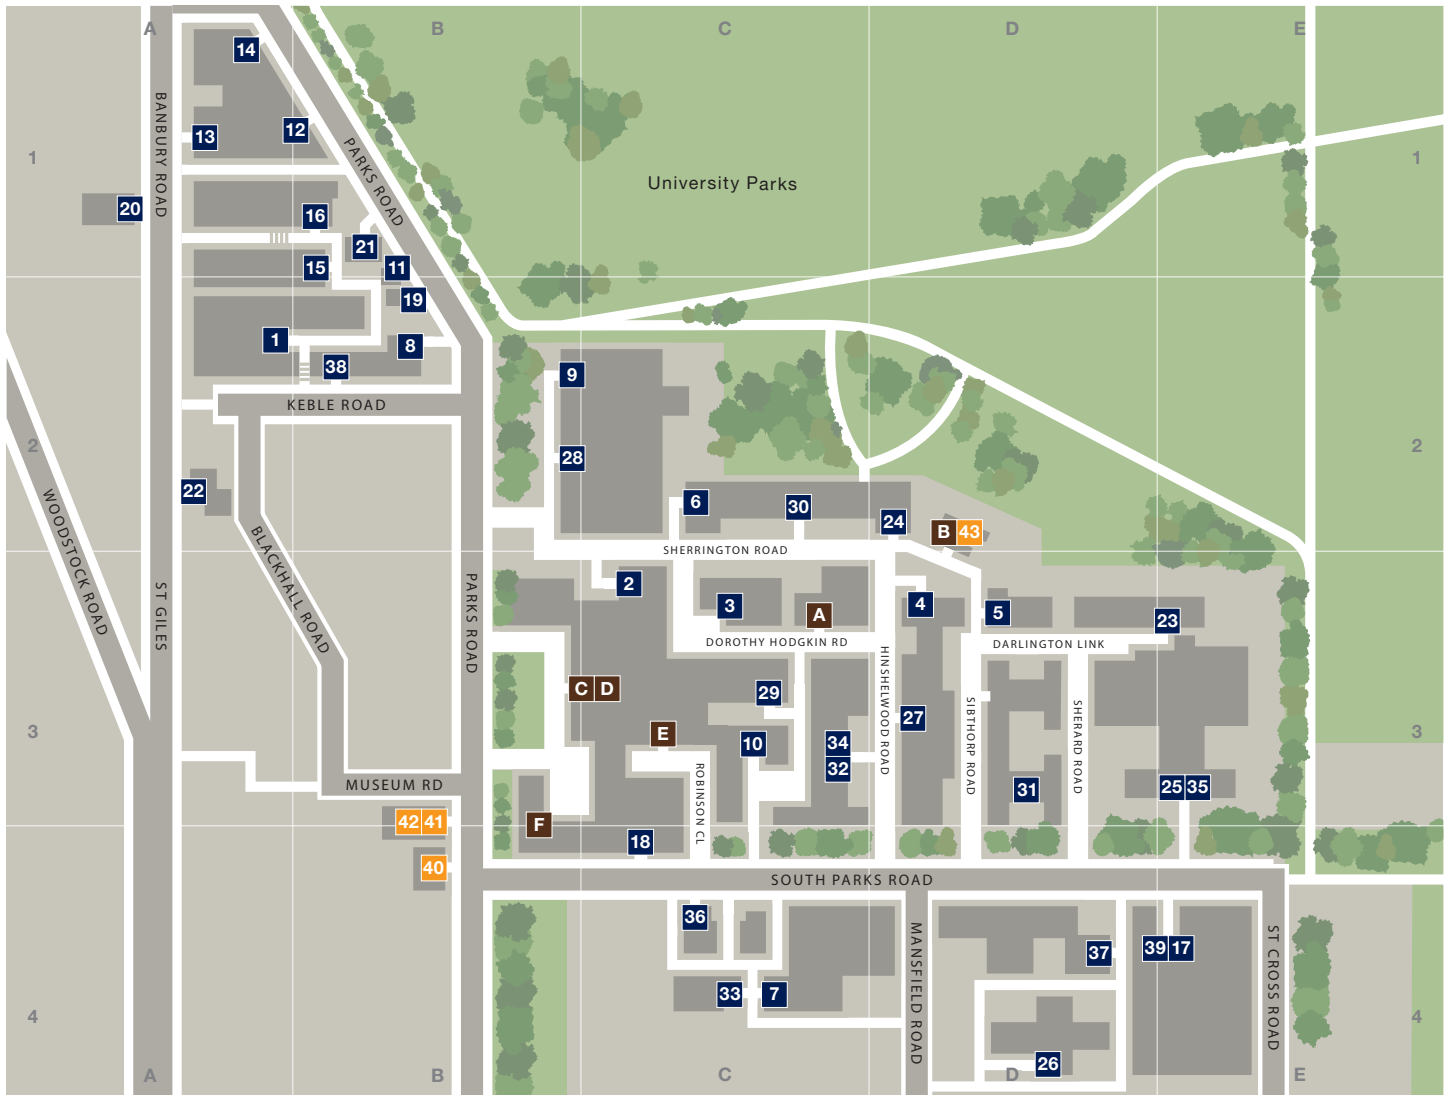 A
B
C
D
E
14
13
12
BANBURY ROAD
PARKS ROAD
1
1
University Parks
20
16
21
15
11
19
1
8
38
9
KEBLE ROAD
2
2
28
22
6
30
24
B 43
WOODSTOCK ROAD
BLACKHALL ROAD
ST GILES
PARKS ROAD
SHERRINGTON ROAD
2
3
A
4
5
23
DOROTHY HODGKIN RD
DARLINGTON LINK
C D
29
HINSHELWOOD ROAD
27
SIBTHORP ROAD
SHERARD ROAD
3
3
E
10
34
32
ROBINSON CL
31
25 35
MUSEUM RD
42 41
F
18
40
SOUTH PARKS ROAD
36
MANSFIELD ROAD
37
39 17
ST CROSS ROAD
33
7
4
4
26
A
B
C
D
E